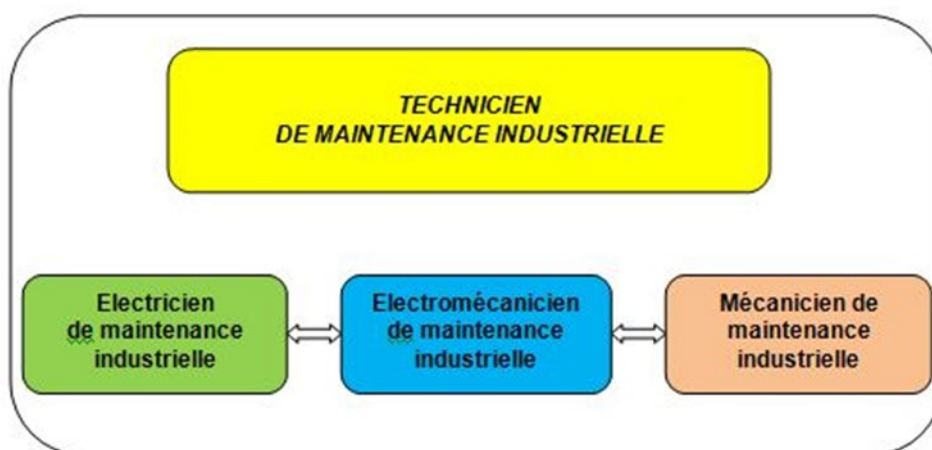 TECHNICIEN
DE MAINTENANCE INDUSTRIELLE
Electricien
de maintenance
industrielle
Electromécanicien
de maintenance
industrielle
Mécanicien de
maintenance
industrielle